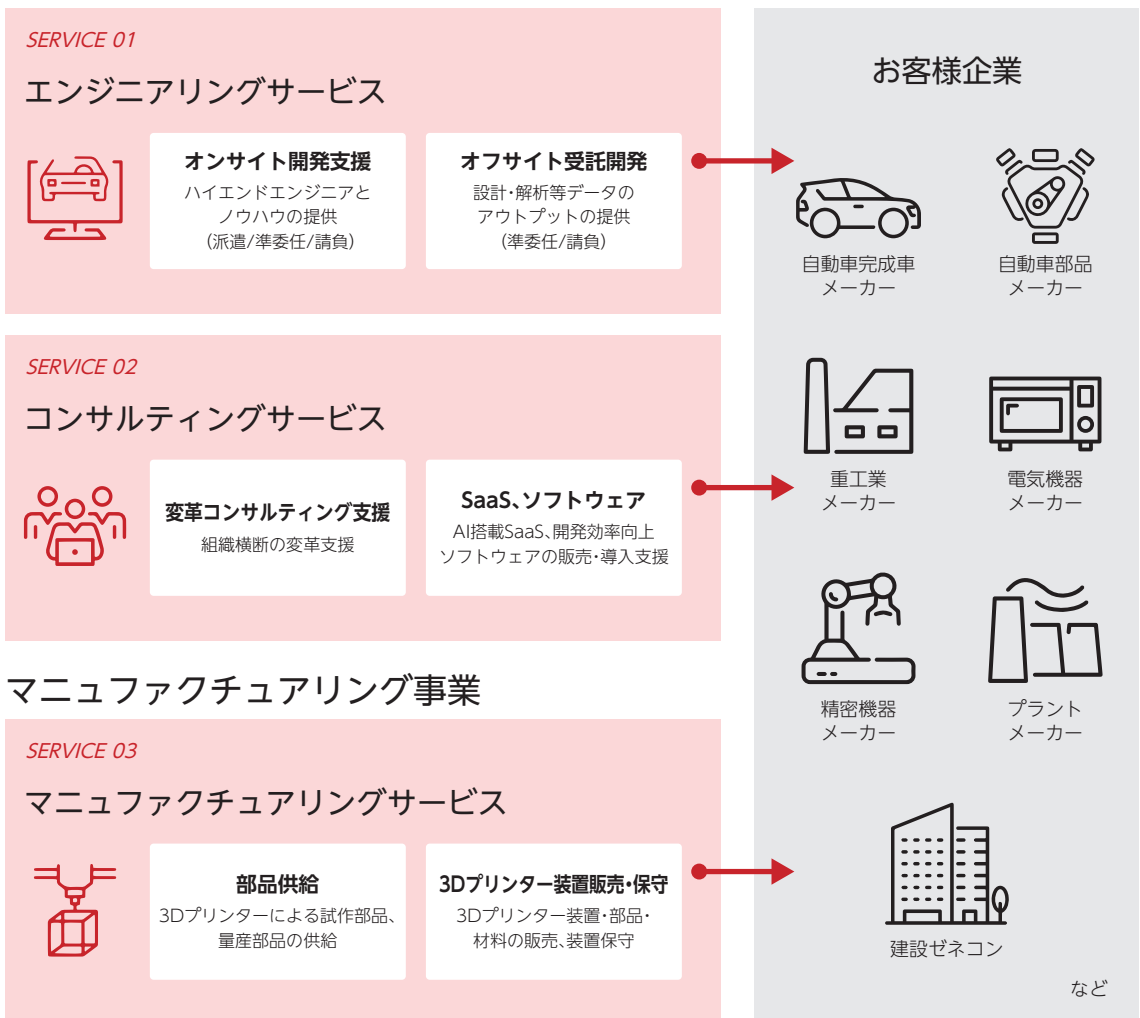 SERVICE 01
エンジニアリングサービス
オンサイト開発支援
ハイエンドエンジニアと
ノウハウの提供
(派遣/準委任/請負)
オフサイト受託開発
設計・解析等データの
アウトプットの提供
(準委任/請負)
SERVICE 02
コンサルティングサービス
変革コンサルティング支援
組織横断の変革支援
SaaS、ソフトウェア
AI搭載SaaS、開発効率向上
ソフトウェアの販売・導入支援
マニュファクチュアリング事業
SERVICE 03
マニュファクチュアリングサービス
部品供給
3Dプリンターによる試作部品、
量産部品の供給
3Dプリンター装置販売・保守
3Dプリンター装置・部品・
材料の販売、装置保守
お客様企業
自動車完成車
メーカー
自動車部品
メーカー
重工業
メーカー
電気機器
メーカー
精密機器
メーカー
プラント
メーカー
建設ゼネコン
など